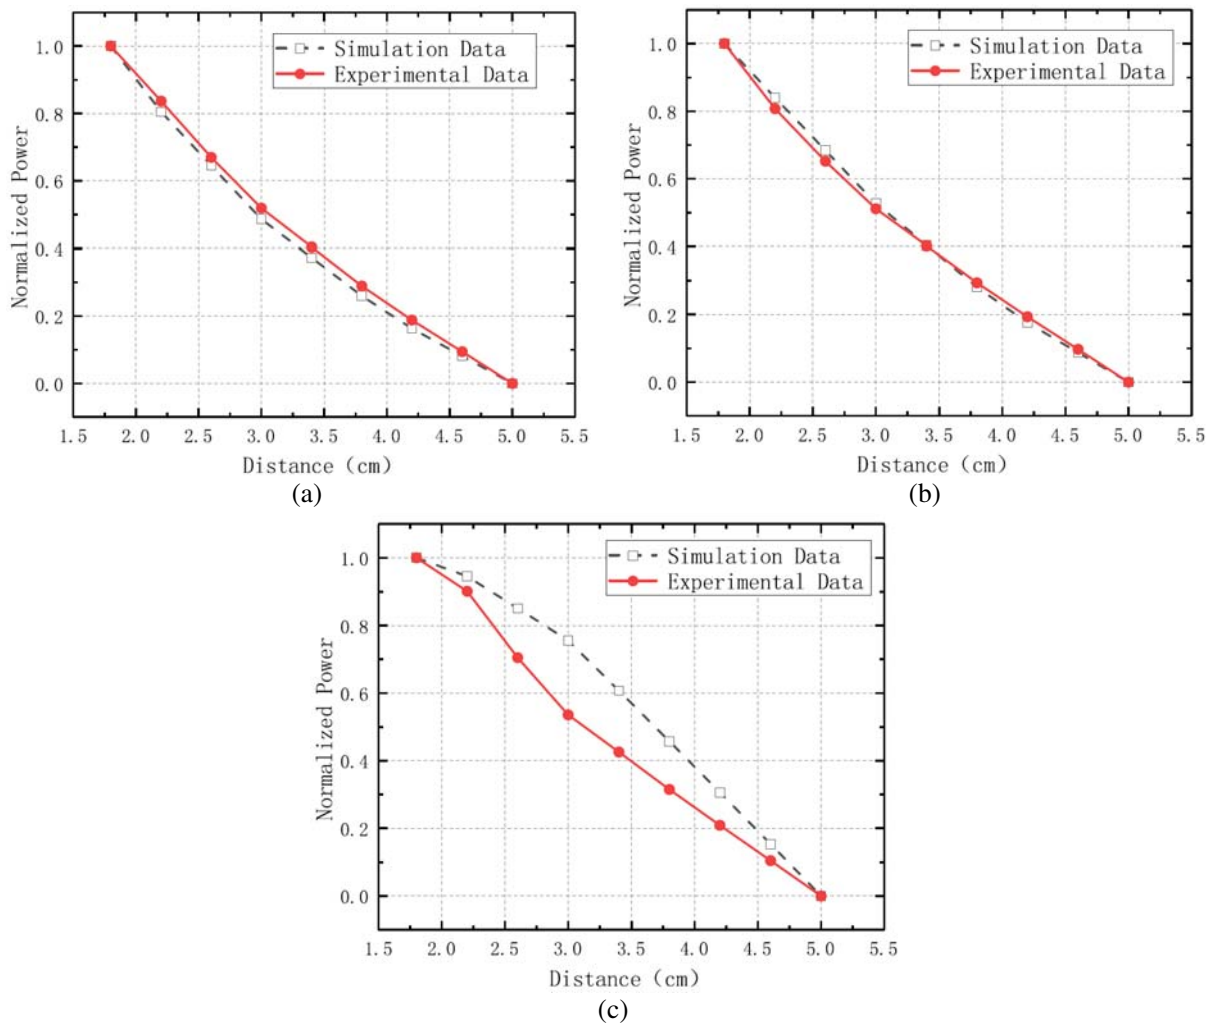 Simulation Data
Experimental Data
Normalized Power
1.0
0.8
0.6
0.4
0.2
0.0
1.5 2.0 2.5 3.0 3.5 4.0 4.5 5.0 5.5
Distance (cm)
(a)
Simulation Data
Experimental Data
Normalized Power
1.0
0.8
0.6
0.4
0.2
0.0
1.5 2.0 2.5 3.0 3.5 4.0 4.5 5.0 5.5
Distance (cm)
(b)
Simulation Data
Experimental Data
Normalized Power
1.0
0.8
0.6
0.4
0.2
0.0
1.5 2.0 2.5 3.0 3.5 4.0 4.5 5.0 5.5
Distance (cm)
(c)